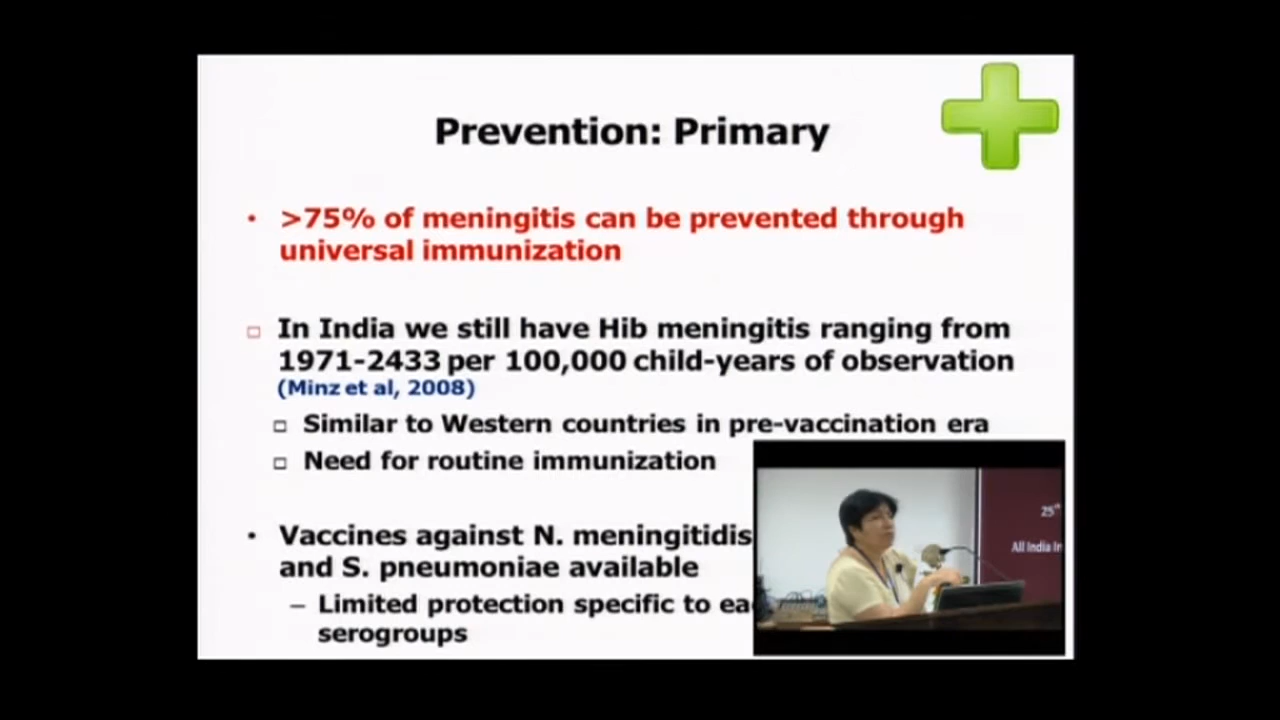 Prevention: Primary
• >75% of meningitis can be prevented through
universal immunization
□ In India we still have Hib meningitis ranging from
1971-2433 per 100,000 child-years of observation
(Minz et al, 2008)
□ Similar to Western countries in pre-vaccination era
□ Need for routine immunization
• Vaccines against N. meningitidis
and S. pneumoniae available
– Limited protection specific to
serogroups
25th
All India